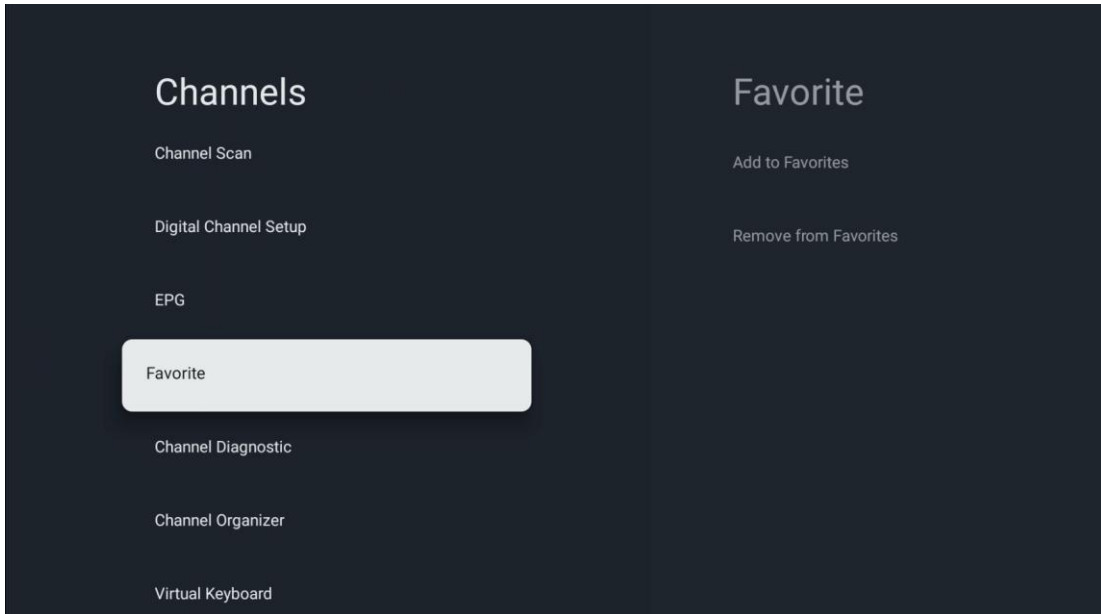 Channels
Channel Scan
Digital Channel Setup
EPG
Favorite
Channel Diagnostic
Channel Organizer
Virtual Keyboard
Favorite
Add to Favorites
Remove from Favorites